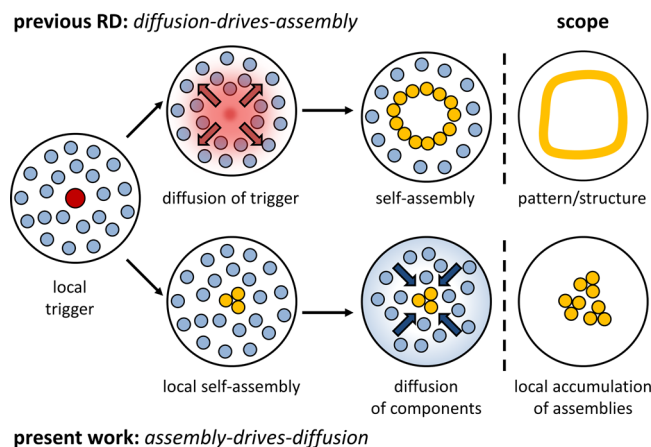 previous RD: diffusion-drives-assembly
scope
diffusion of trigger
self-assembly
pattern/structure
local
trigger
local self-assembly
diffusion
of components
local accumulation
of assemblies
present work: assembly-drives-diffusion